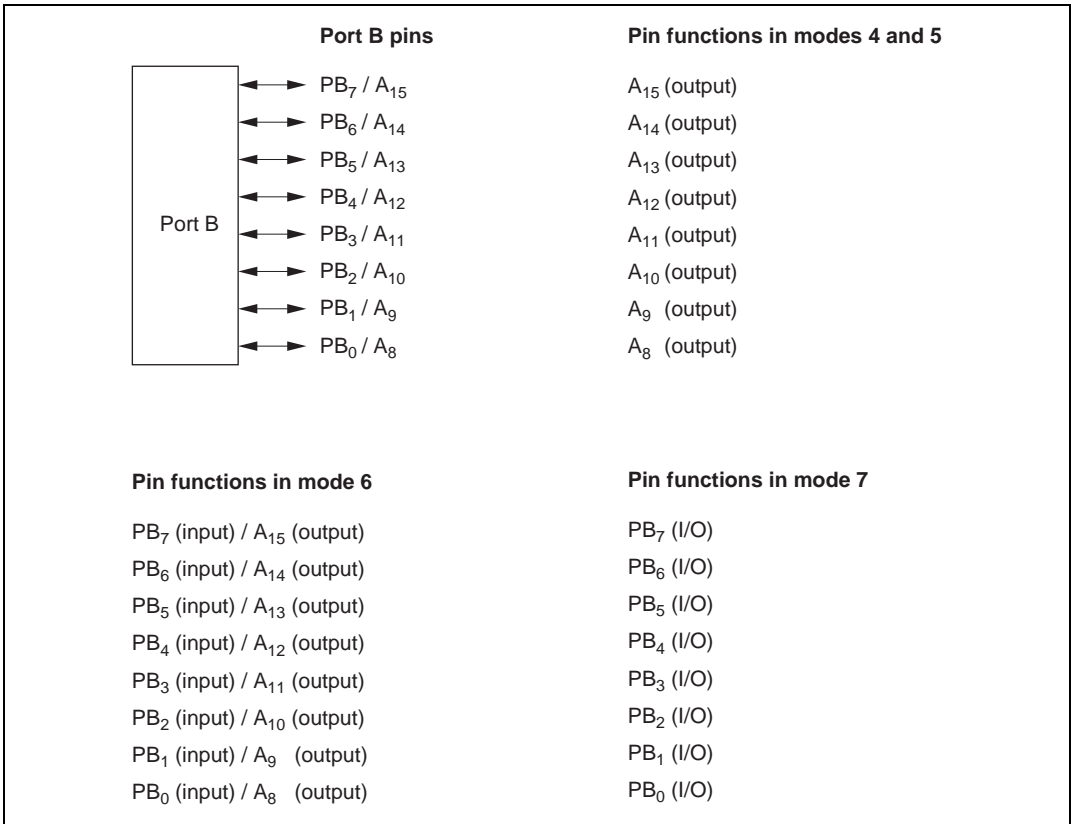 Port B pins
Pin functions in modes 4 and 5
Port B
PB7 / A15
A15 (output)
PB6 / A14
A14 (output)
PB5 / A13
A13 (output)
PB4 / A12
A12 (output)
PB3 / A11
A11 (output)
PB2 / A10
A10 (output)
PB1 / A9
A9 (output)
PB0 / A8
A8 (output)
Pin functions in mode 6
PB7 (input) / A15 (output)
PB6 (input) / A14 (output)
PB5 (input) / A13 (output)
PB4 (input) / A12 (output)
PB3 (input) / A11 (output)
PB2 (input) / A10 (output)
PB1 (input) / A9 (output)
PB0 (input) / A8 (output)
Pin functions in mode 7
PB7 (I/O)
PB6 (I/O)
PB5 (I/O)
PB4 (I/O)
PB3 (I/O)
PB2 (I/O)
PB1 (I/O)
PB0 (I/O)